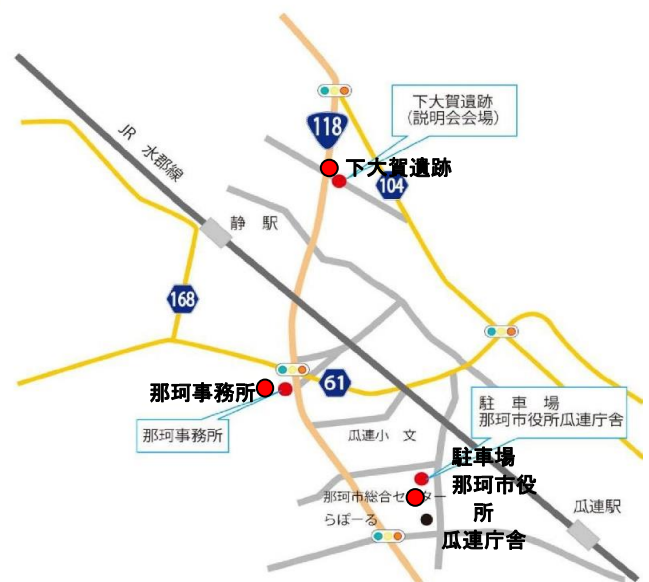 下大賀遺跡
（説明会会場）
118
下大賀遺跡
104
JR 水郡線
静 駅
168
61
那珂事務所
那珂事務所
駐 車 場
那珂市役所瓜連庁舎
瓜連小 文
駐車場
那珂市役
所
瓜連庁舎
那珂市総合センター
らぽーる
瓜連駅